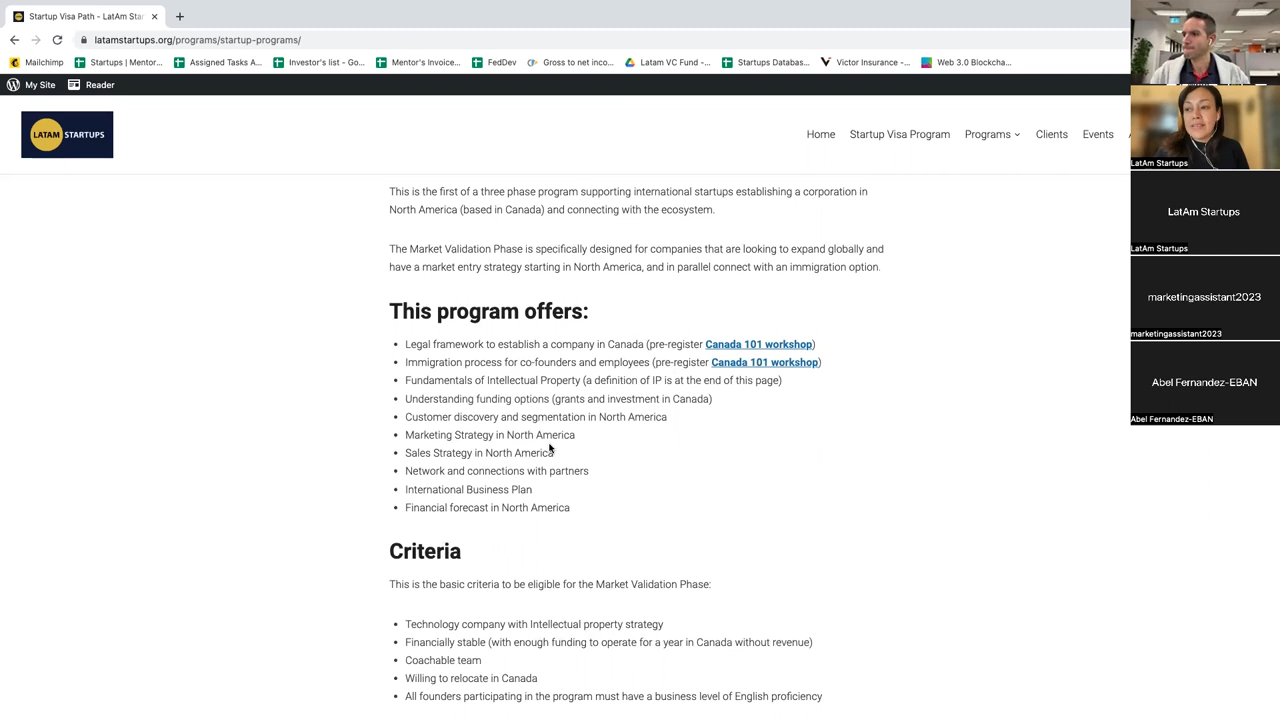 Startup Visa Path - LatAm Star
latamstartups.org/programs/startup-programs/
Mailchimp
Startups | Mentor...
Assigned Tasks A...
Investor's list - Go...
Mentor's Invoice...
FedDev
Gross to net inco...
Latam VC Fund -...
Startups Databas...
Victor Insurance -...
Web 3.0 Blockcha...
My Site
Reader
LATAM STARTUPS
Home
Startup Visa Program
Programs
Clients
Events
This is the first of a three phase program supporting international startups establishing a corporation in
North America (based in Canada) and connecting with the ecosystem.
The Market Validation Phase is specifically designed for companies that are looking to expand globally and
have a market entry strategy starting in North America, and in parallel connect with an immigration option.
This program offers:
Legal framework to establish a company in Canada (pre-register Canada 101 workshop)
Immigration process for co-founders and employees (pre-register Canada 101 workshop)
Fundamentals of Intellectual Property (a definition of IP is at the end of this page)
Understanding funding options (grants and investment in Canada)
Customer discovery and segmentation in North America
Marketing Strategy in North America
Sales Strategy in North America
Network and connections with partners
International Business Plan
Financial forecast in North America
Criteria
This is the basic criteria to be eligible for the Market Validation Phase:
Technology company with Intellectual property strategy
Financially stable (with enough funding to operate for a year in Canada without revenue)
Coachable team
Willing to relocate in Canada
All founders participating in the program must have a business level of English proficiency
LatAm Startups
LatAm Startups
LatAm Startups
marketingassistant2023
marketingassistant2023
Abel Fernandez-EBAN
Abel Fernandez-EBAN